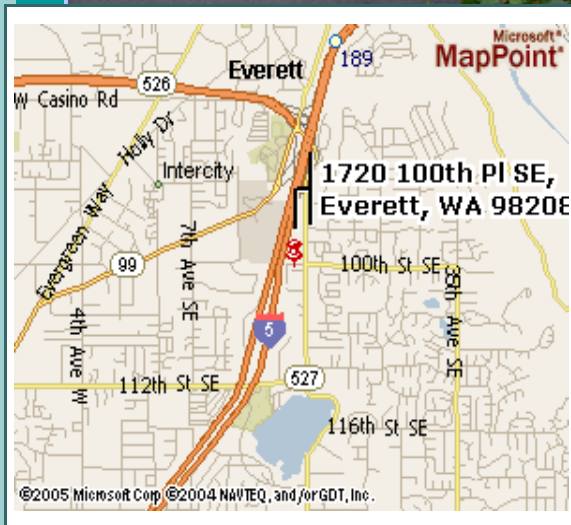 Microsoft®
MapPoint®
189
Everett
526
W Casino Rd
Holly Dr
Intercity
1720 100th Pl SE,
Everett, WA 98208
Evergreen Way
7th Ave SE
99
100th St SE
35th Ave SE
4th Ave W
5
112th St SE
527
116th St SE
©2005 Microsoft Corp ©2004 NAVTEQ, and/or GDT, Inc.